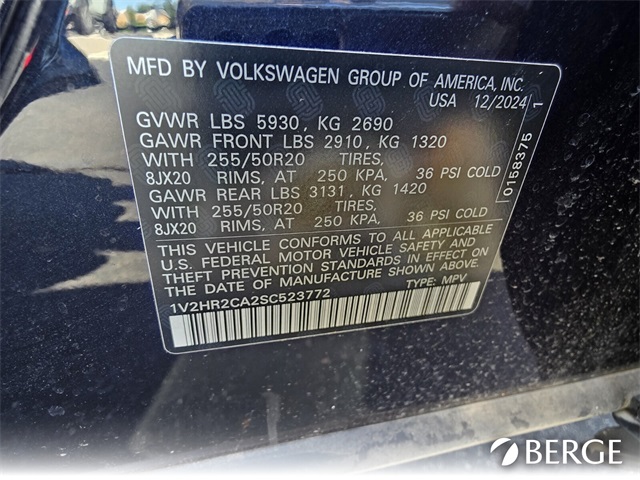 MFD BY VOLKSWAGEN GROUP OF AMERICA, INC.
USA 12/2024
GVWR LBS 5930, KG 2690
GAWR FRONT LBS 2910, KG 1320
WITH 255/50R20 TIRES,
8JX20 RIMS, AT 250 KPA, 36 PSI COLD
GAWR REAR LBS 3131, KG 1420
WITH 255/50R20 TIRES,
8JX20 RIMS, AT 250 KPA, 36 PSI COLD
THIS VEHICLE CONFORMS TO ALL APPLICABLE
U.S. FEDERAL MOTOR VEHICLE SAFETY AND
THEFT PREVENTION STANDARDS IN EFFECT ON
THE DATE OF MANUFACTURE SHOWN ABOVE.
1V2HR2CA2SC523772 TYPE: MPV
0158375 1
BERGE